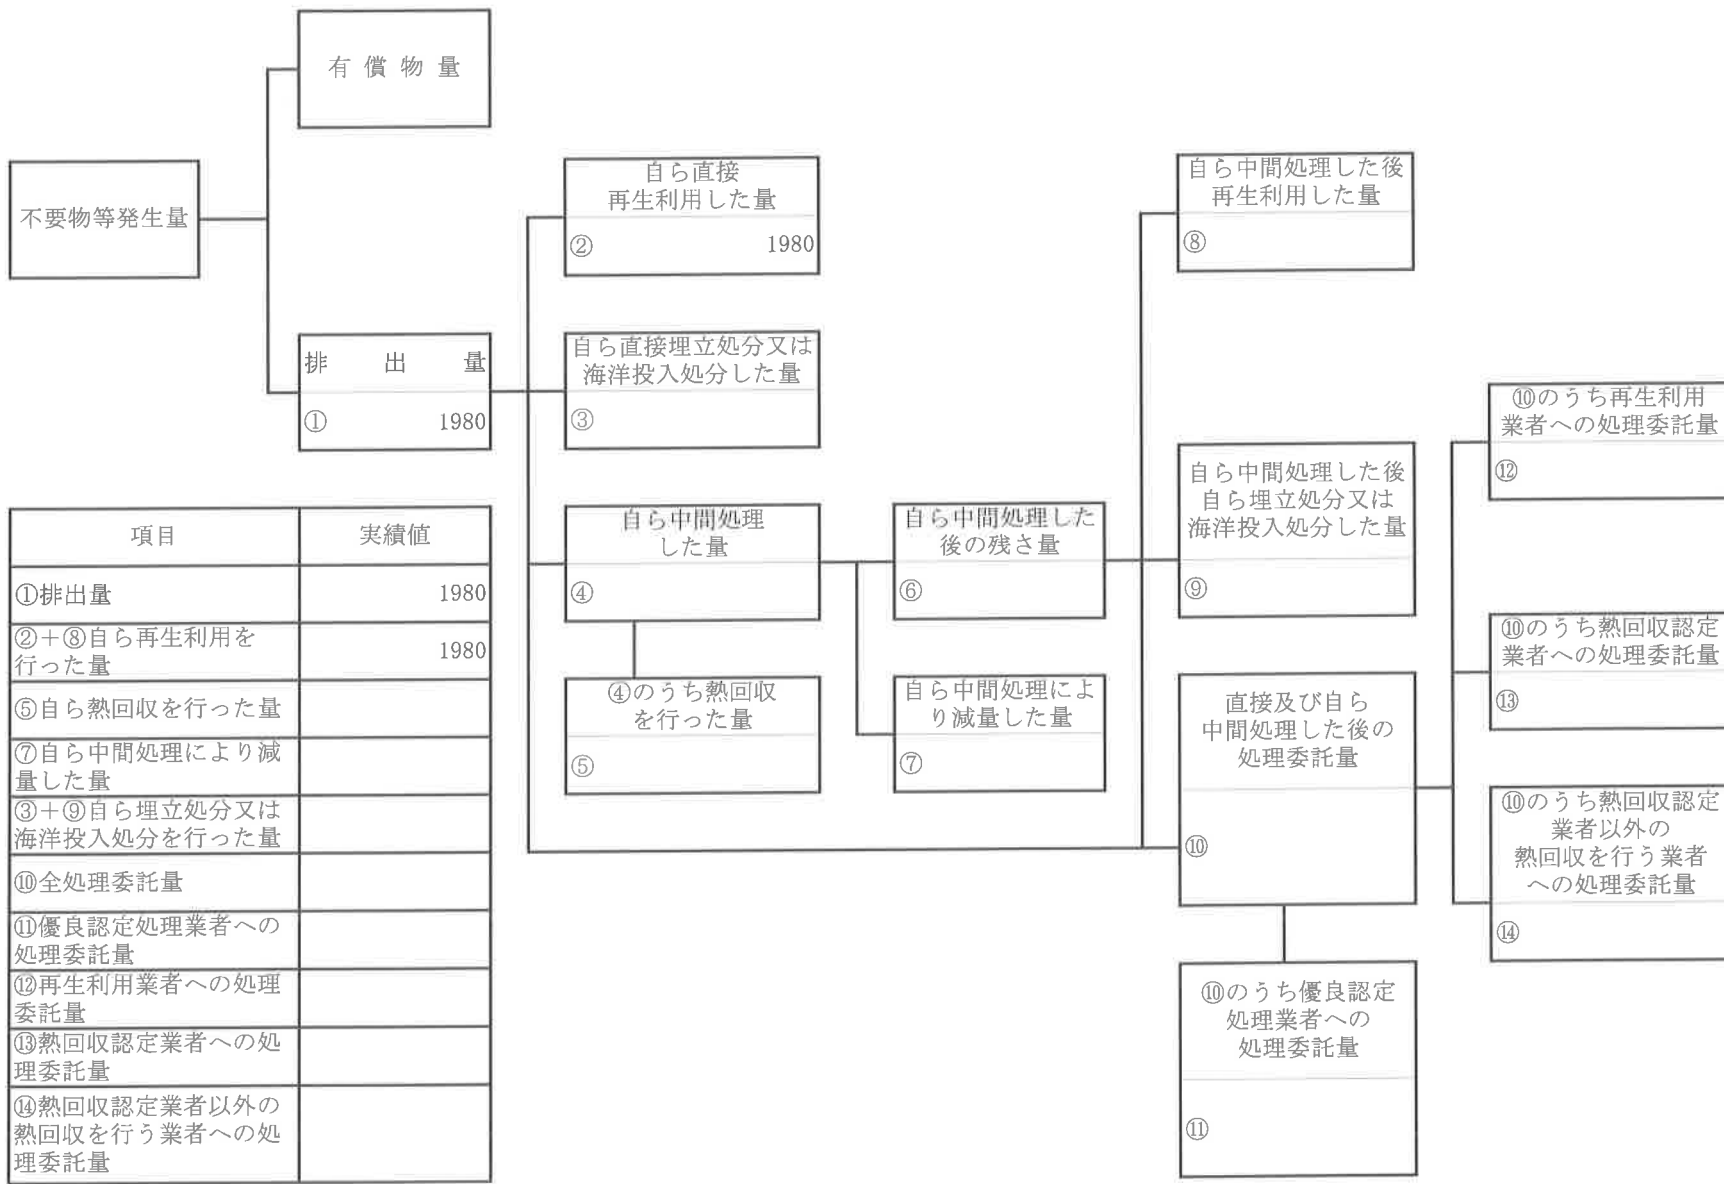 有 償 物 量
不要物等発生量
排 出 量
① 1980
自ら直接
再生利用した量
② 1980
自ら直接埋立処分又は
海洋投入処分した量
③
自ら中間処理
した量
④
④のうち熱回収
を行った量
⑤
自ら中間処理した
後の残さ量
⑥
自ら中間処理によ
り減量した量
⑦
自ら中間処理した後
再生利用した量
⑧
自ら中間処理した後
自ら埋立処分又は
海洋投入処分した量
⑨
直接及び自ら
中間処理した後の
処理委託量
⑩
⑩のうち優良認定
処理業者への
処理委託量
⑪
⑩のうち再生利用
業者への処理委託量
⑫
⑩のうち熱回収認定
業者への処理委託量
⑬
⑩のうち熱回収認定
業者以外の
熱回収を行う業者
への処理委託量
⑭
項目 実績値
①排出量 1980
②+⑧自ら再生利用を
行った量 1980
⑤自ら熱回収を行った量
⑦自ら中間処理により減
量した量
③+⑨自ら埋立処分又は
海洋投入処分を行った量
⑩全処理委託量
⑪優良認定処理業者への
処理委託量
⑫再生利用業者への処理
委託量
⑬熱回収認定業者への処
理委託量
⑭熱回収認定業者以外の
熱回収を行う業者への処
理委託量